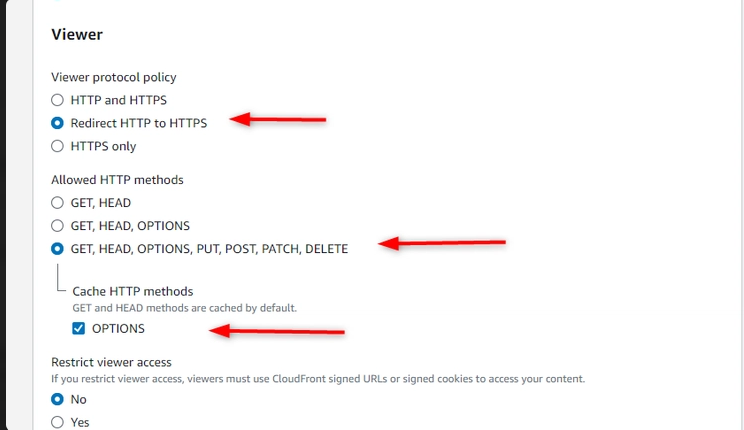 Viewer
Viewer protocol policy
HTTP and HTTPS
Redirect HTTP to HTTPS
HTTPS only
Allowed HTTP methods
GET, HEAD
GET, HEAD, OPTIONS
GET, HEAD, OPTIONS, PUT, POST, PATCH, DELETE
Cache HTTP methods
GET and HEAD methods are cached by default.
OPTIONS
Restrict viewer access
If you restrict viewer access, viewers must use CloudFront signed URLs or signed cookies to access your content.
No
Yes